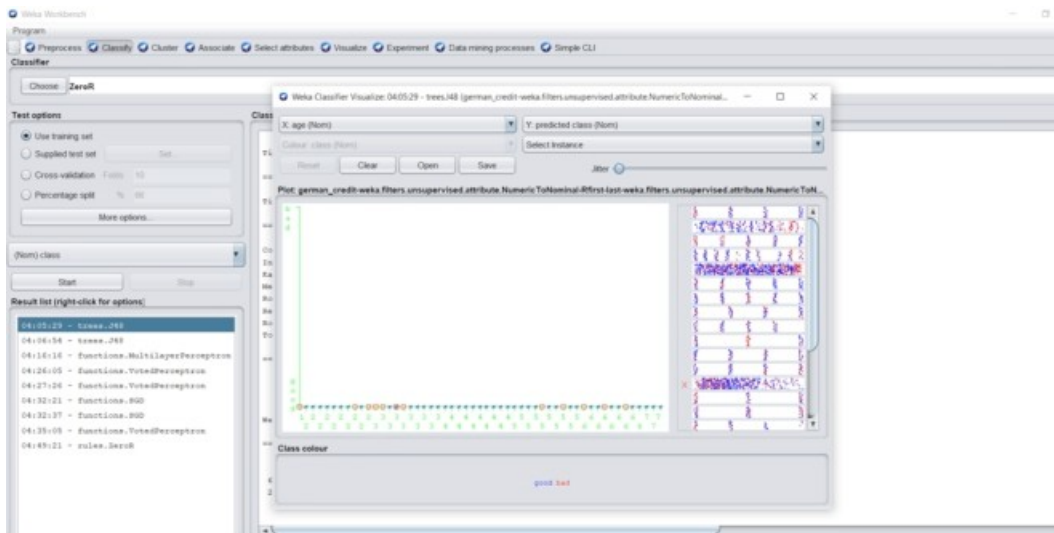 Weka Workbench
Program
Preprocess Classify Cluster Associate Select attributes Visualize Experiment Data mining processes Simple CLI
Classifier
Choose ZeroR
Test options
Use training set
Supplied test set Set...
Cross-validation Folds 10
Percentage split %
More options...
(Nom) class
Start Stop
Result list (right-click for options)
04:05:29 - trees.J48
04:06:54 - trees.J48
04:16:16 - functions.MultilayerPerceptron
04:26:05 - functions.VotedPerceptron
04:27:26 - functions.VotedPerceptron
04:32:21 - functions.SGD
04:32:37 - functions.SGD
04:35:05 - functions.VotedPerceptron
04:49:21 - rules.ZeroR
Weka Classifier Visualize: 04:05:29 - trees.J48 (german_credit-weka.filters.unsupervised.attribute.NumericToNominal...
X: age (Nom) Y: predicted class (Nom)
Colour: class (Nom) Select Instance
Reset Clear Open Save Jitter
Plot: german_credit-weka.filters.unsupervised.attribute.NumericToNominal-Rfirst-last-weka.filters.unsupervised.attribute.NumericToN...
X
Class colour
good bad